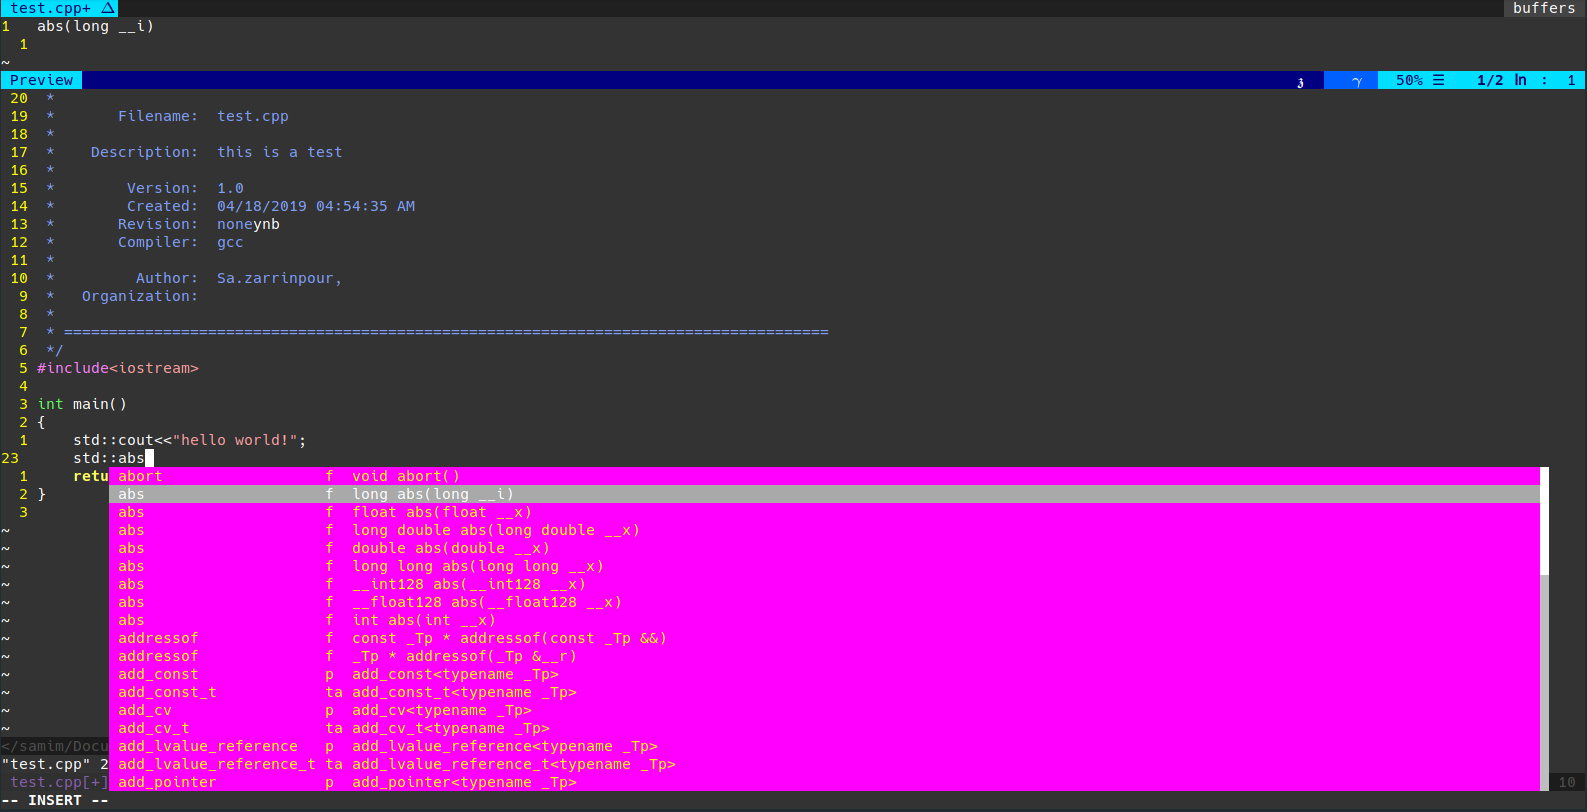 test.cpp+ buffers
1 abs(long __i)
1
~
Preview 50% ☰ 1/2 ln : 1
20 *
19 * Filename: test.cpp
18 *
17 * Description: this is a test
16 *
15 * Version: 1.0
14 * Created: 04/18/2019 04:54:35 AM
13 * Revision: noneynb
12 * Compiler: gcc
11 *
10 * Author: Sa.zarrinpour,
9 * Organization:
8 *
7 * =====================================================================================
6 */
5 #include<iostream>
4
3 int main()
2 {
1 std::cout<<"hello world!";
23 std::abs
1 retu abort f void abort()
2 } abs f long abs(long __i)
3 abs f float abs(float __x)
~ abs f long double abs(long double __x)
~ abs f double abs(double __x)
~ abs f long long abs(long long __x)
~ abs f __int128 abs(__int128 __x)
~ abs f __float128 abs(__float128 __x)
~ abs f int abs(int __x)
~ addressof f const _Tp * addressof(const _Tp &&)
~ addressof f _Tp * addressof(_Tp &__r)
~ add_const p add_const<typename _Tp>
~ add_const_t ta add_const_t<typename _Tp>
~ add_cv p add_cv<typename _Tp>
~ add_cv_t ta add_cv_t<typename _Tp>
</samim/Docu add_lvalue_reference p add_lvalue_reference<typename _Tp>
"test.cpp" 2 add_lvalue_reference_t ta add_lvalue_reference_t<typename _Tp>
test.cpp[+] add_pointer p add_pointer<typename _Tp> 10
-- INSERT --